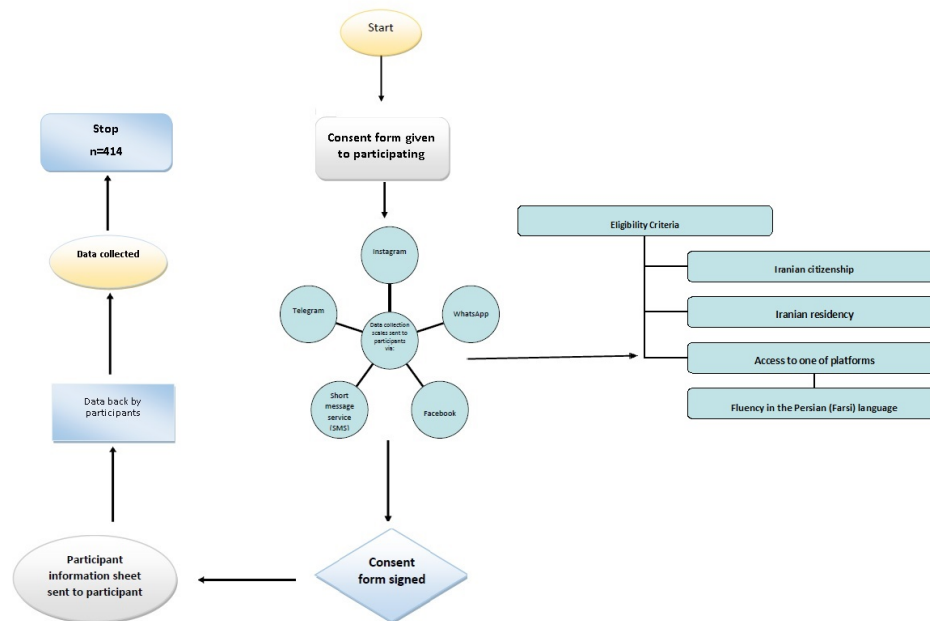 Start
Consent form given
to participating
Instagram
Telegram
WhatsApp
Data collection
scales sent to
participants
via:
Short
message
service
(SMS)
Facebook
Eligibility Criteria
Iranian citizenship
Iranian residency
Access to one of platforms
Fluency in the Persian (Farsi) language
Consent
form signed
Participant
information sheet
sent to participant
Data back by
participants
Data collected
Stop
n=414